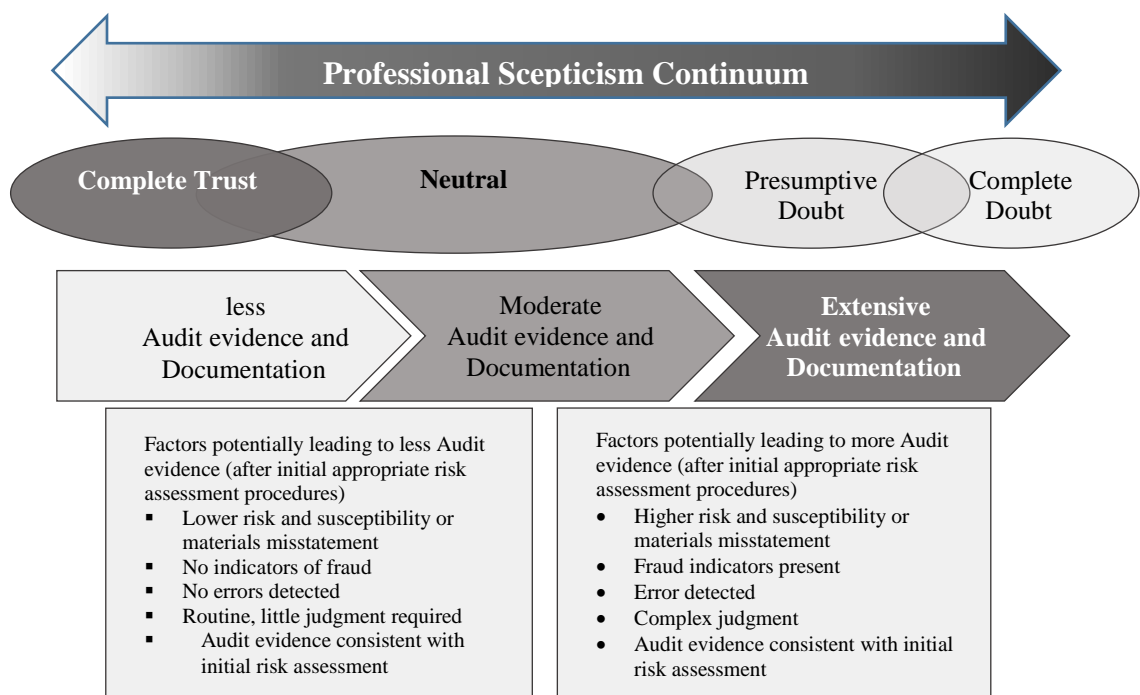 Professional Scepticism Continuum
Complete Trust
Neutral
Presumptive
Doubt
Complete
Doubt
less
Audit evidence and
Documentation
Moderate
Audit evidence and
Documentation
Extensive
Audit evidence and
Documentation
Factors potentially leading to less Audit
evidence (after initial appropriate risk
assessment procedures)
▪ Lower risk and susceptibility or
materials misstatement
▪ No indicators of fraud
▪ No errors detected
▪ Routine, little judgment required
▪ Audit evidence consistent with
initial risk assessment
Factors potentially leading to more Audit
evidence (after initial appropriate risk
assessment procedures)
• Higher risk and susceptibility or
materials misstatement
• Fraud indicators present
• Error detected
• Complex judgment
• Audit evidence consistent with initial
risk assessment